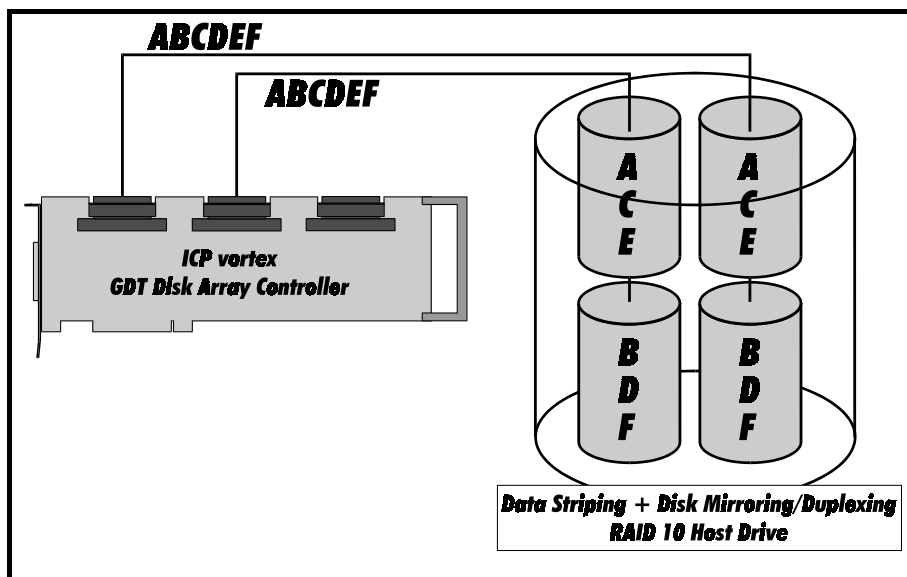 ABCDEF
ABCDEF
ICP vortex
GDT Disk Array Controller
A
C
E
A
C
E
B
D
F
B
D
F
Data Striping + Disk Mirroring/Duplexing
RAID 10 Host Drive